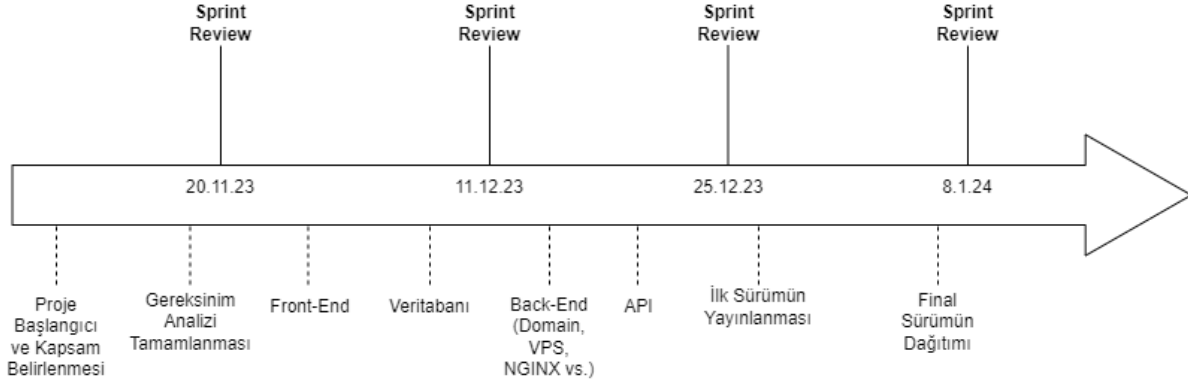 Sprint
Review
Sprint
Review
Sprint
Review
Sprint
Review
20.11.23
11.12.23
25.12.23
8.1.24
Proje
Başlangıcı
ve Kapsam
Belirlenmesi
Gereksinim
Analizi
Tamamlanması
Front-End
Veritabanı
Back-End
(Domain,
VPS,
NGINX vs.)
API
İlk Sürümün
Yayınlanması
Final
Sürümün
Dağıtımı